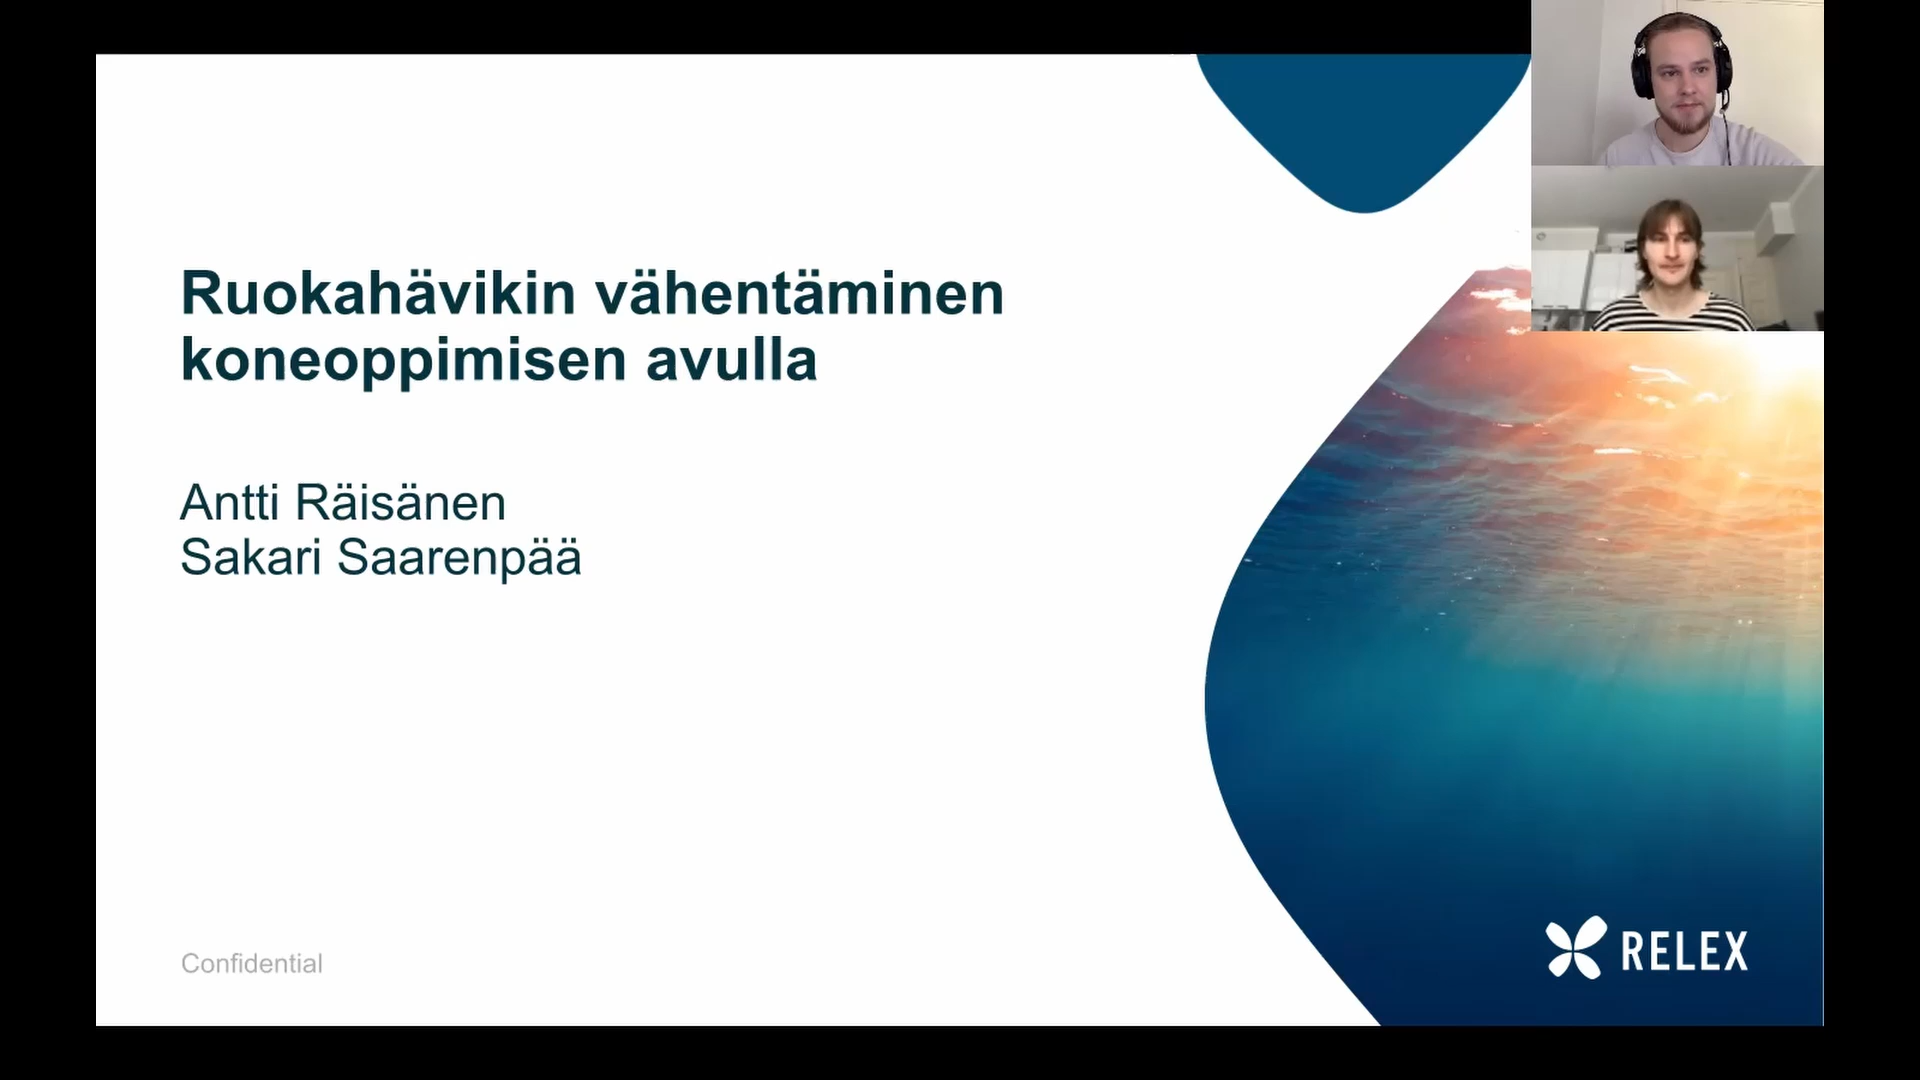 Ruokahävikin vähentäminen
koneoppimisen avulla
Antti Räisänen
Sakari Saarenpää
Confidential
RELEX